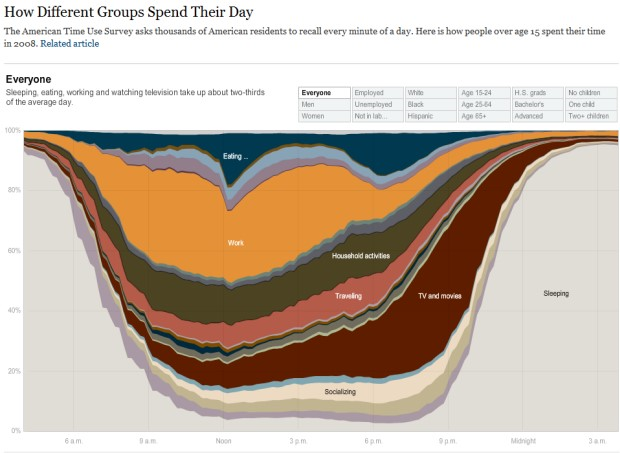 How Different Groups Spend Their Day
The American Time Use Survey asks thousands of American residents to recall every minute of a day. Here is how people over age 15 spent their time
in 2008. Related article
Everyone
Sleeping, eating, working and watching television take up about two-thirds
of the average day.
Everyone Employed White Age 15-24 H.S. grads No children
Men Unemployed Black Age 25-64 Bachelor's One child
Women Not in lab... Hispanic Age 65+ Advanced Two+ children
100%
80%
60%
40%
20%
0%
Eating ...
Work
Household activities
Traveling
TV and movies
Sleeping
Socializing
6 a.m. 9 a.m. Noon 3 p.m. 6 p.m. 9 p.m. Midnight 3 a.m.